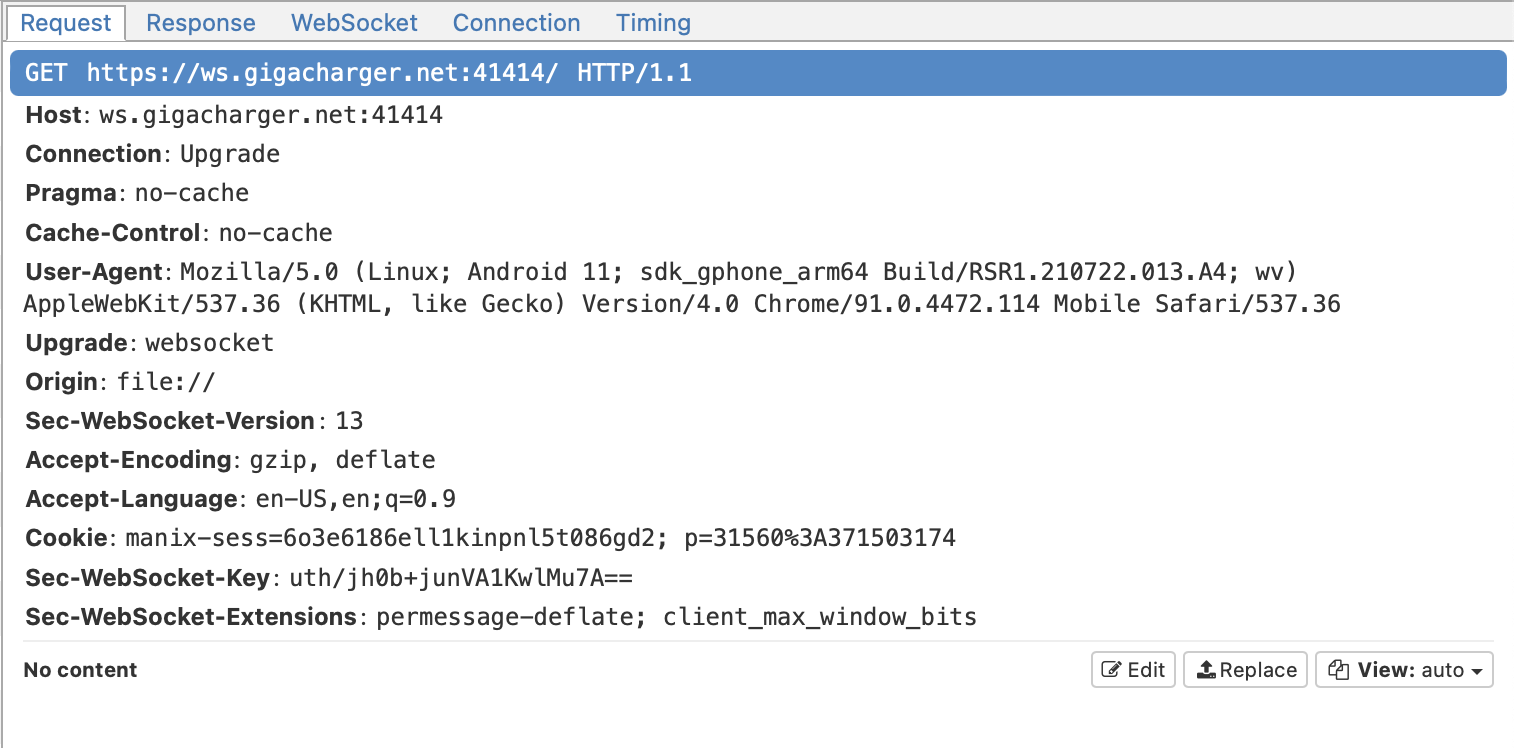 Request Response WebSocket Connection Timing
GET https://ws.gigacharger.net:41414/ HTTP/1.1
Host: ws.gigacharger.net:41414
Connection: Upgrade
Pragma: no-cache
Cache-Control: no-cache
User-Agent: Mozilla/5.0 (Linux; Android 11; sdk_gphone_arm64 Build/RSR1.210722.013.A4; wv)
AppleWebKit/537.36 (KHTML, like Gecko) Version/4.0 Chrome/91.0.4472.114 Mobile Safari/537.36
Upgrade: websocket
Origin: file://
Sec-WebSocket-Version: 13
Accept-Encoding: gzip, deflate
Accept-Language: en-US,en;q=0.9
Cookie: manix-sess=6o3e6186ell1kinpnl5t086gd2; p=31560%3A371503174
Sec-WebSocket-Key: uth/jh0b+junVA1KwlMu7A==
Sec-WebSocket-Extensions: permessage-deflate; client_max_window_bits
No content Edit Replace View: auto